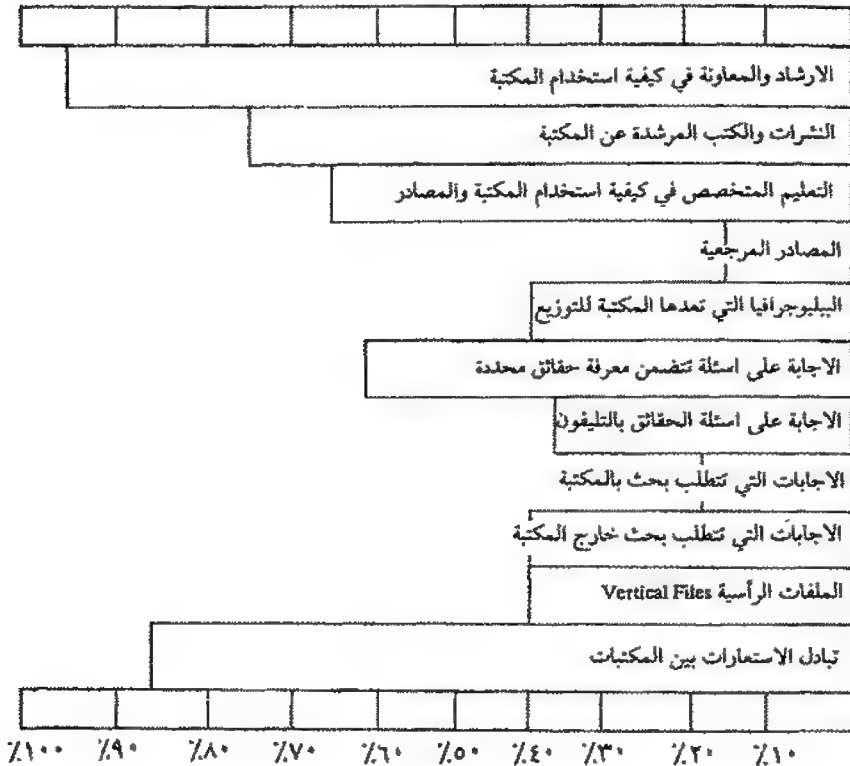 الارشاد والمعاونة في كيفية استخدام المكتبة
النشرات والكتب المرشدة عن المكتبة
التعليم المتخصص في كيفية استخدام المكتبة والمصادر
المصادر المرجعية
الببليوجرافيا التي تعدها المكتبة للتوزيع
الاجابة على اسئلة تتضمن معرفة حقائق محددة
الاجابة على اسئلة الحقائق بالتليفون
الاجابات التي تتطلب بحث بالمكتبة
الاجابات التي تتطلب بحث خارج المكتبة
الملفات الرأسية Vertical Files
تبادل الاستعارات بين المكتبات
٪١٠ ٪٢٠ ٪٣٠ ٪٤٠ ٪٥٠ ٪٦٠ ٪٧٠ ٪٨٠ ٪٩٠ ٪١٠٠